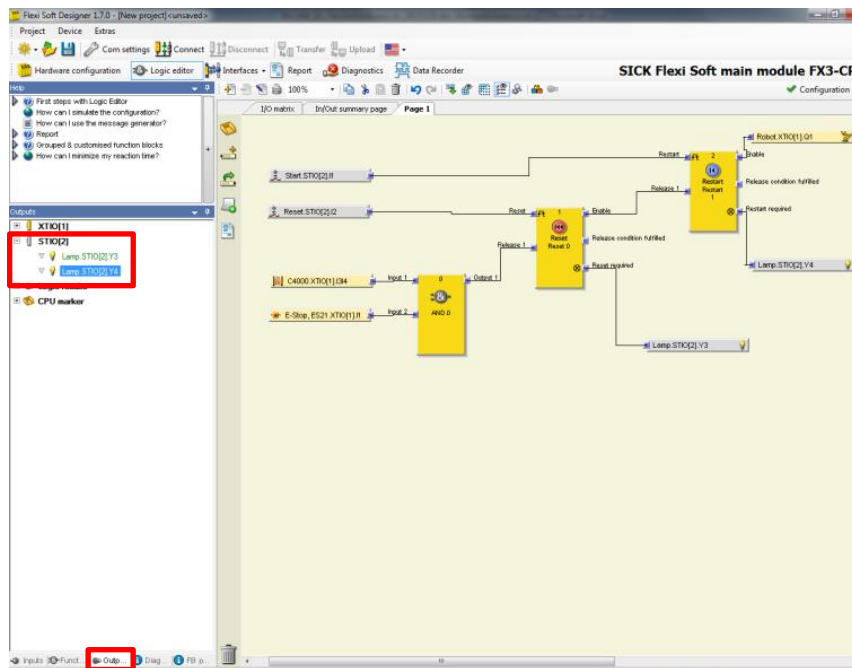 Flexi Soft Designer 1.7.0 - [New project]<unsaved>
Project Device Extras
Com settings Connect Disconnect Transfer Upload
Hardware configuration Logic editor Interfaces Report Diagnostics Data Recorder SICK Flexi Soft main module FX3-CP
Help
100%
Configuration
First steps with Logic Editor
How can I simulate the configuration?
How can I use the message generator?
Report
Grouped & customised function blocks
How can I minimize my reaction time?
I/O matrix In/Out summary page Page 1
Robot.XTIO[1].Q1
Restart 2 Enable
Start.STIO[2].I1
Restart Release condition fulfilled
Release 1 Restart
1
Outputs
Reset.STIO[2].I2
Reset 1 Enable
Restart required
XTIO[1]
STIO[2]
Reset Release condition fulfilled
Release 1 Reset 0
Lamp.STIO[2].Y3
Lamp.STIO[2].Y4
Reset required
Lamp.STIO[2].Y4
C4000.XTIO[1].I3I4 Input 1 0 Output 1
CPU marker
E-Stop, ES21.XTIO[1].I1 Input 2 AND 0
Lamp.STIO[2].Y3
Inputs Funct... Outp... Diag... FB p...